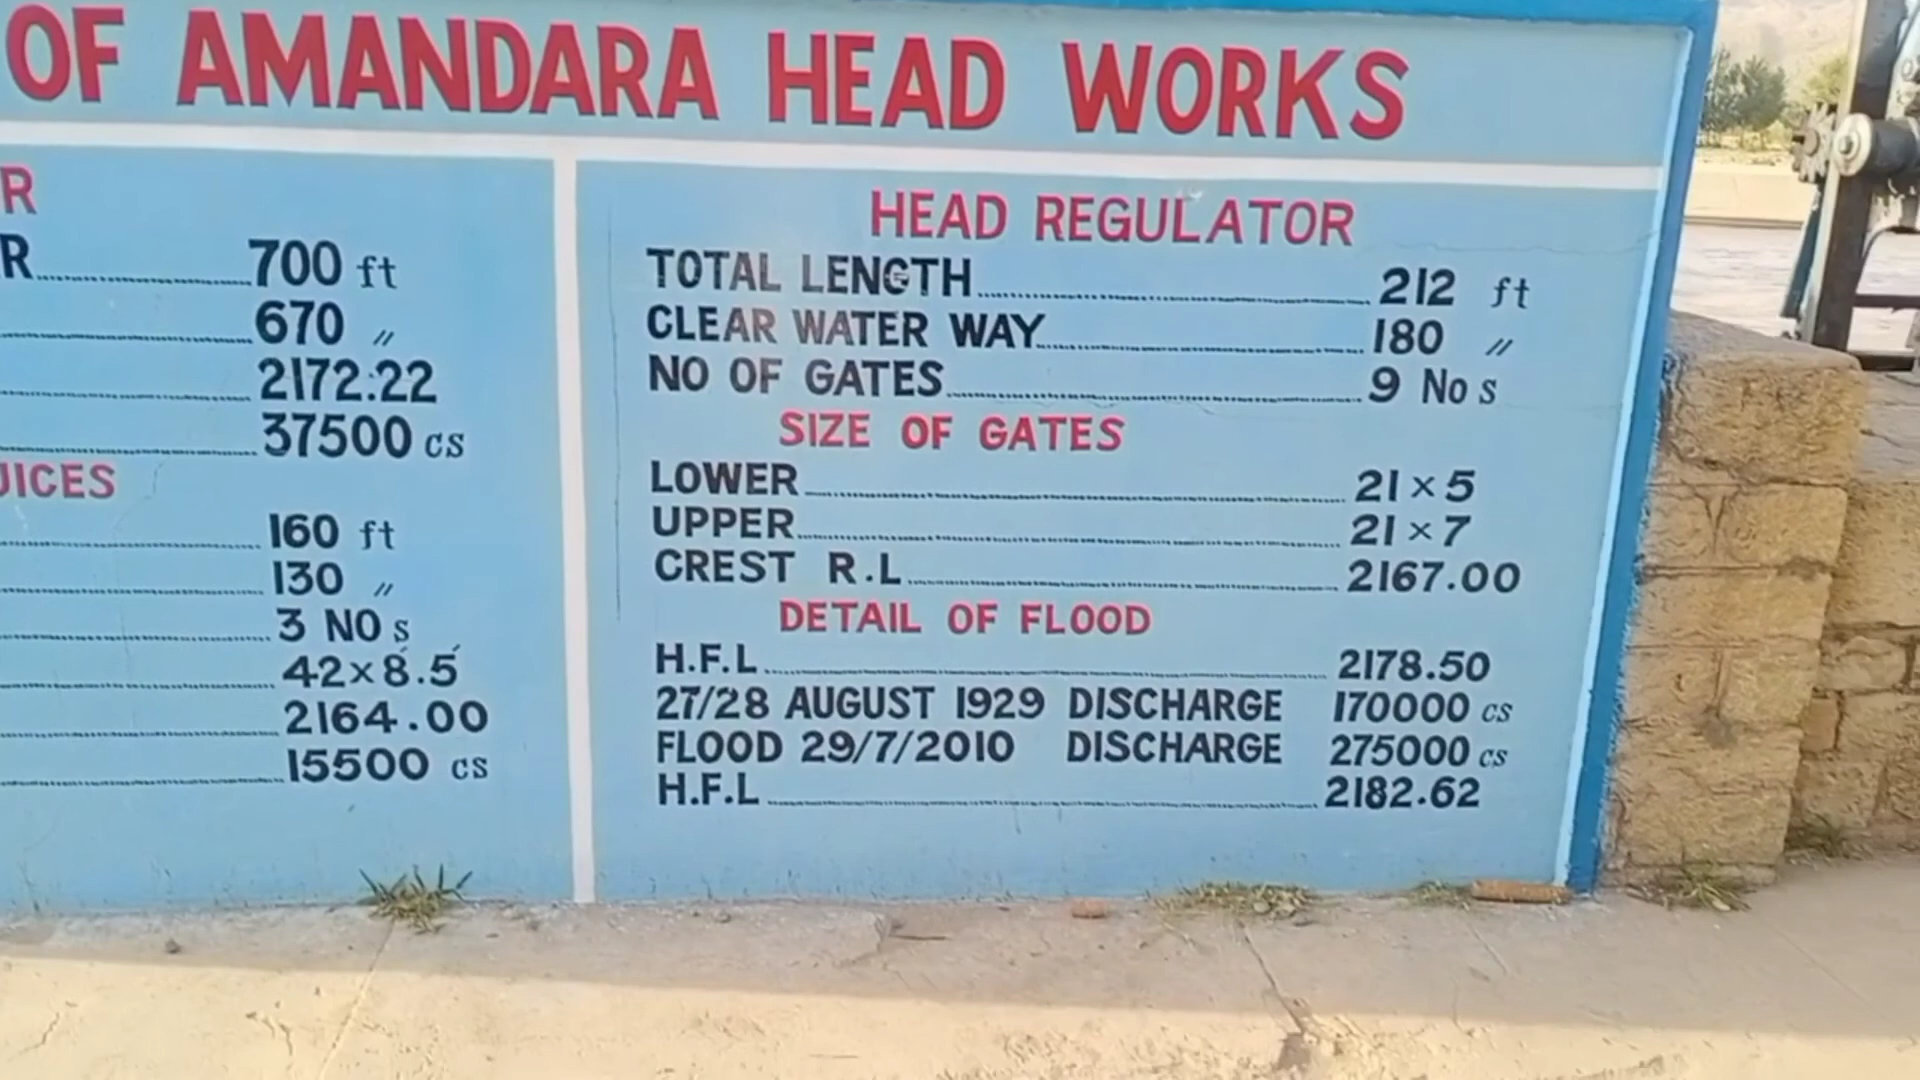 OF AMANDARA HEAD WORKS
R
R 700 ft
670 〃
2172.22
37500 cs
UICES
160 ft
130 〃
3 NO s
42×8.5
2164.00
15500 cs
HEAD REGULATOR
TOTAL LENGTH 212 ft
CLEAR WATER WAY 180 〃
NO OF GATES 9 No s
SIZE OF GATES
LOWER 21×5
UPPER 21×7
CREST R.L 2167.00
DETAIL OF FLOOD
H.F.L 2178.50
27/28 AUGUST 1929 DISCHARGE 170000 cs
FLOOD 29/7/2010 DISCHARGE 275000 cs
H.F.L 2182.62